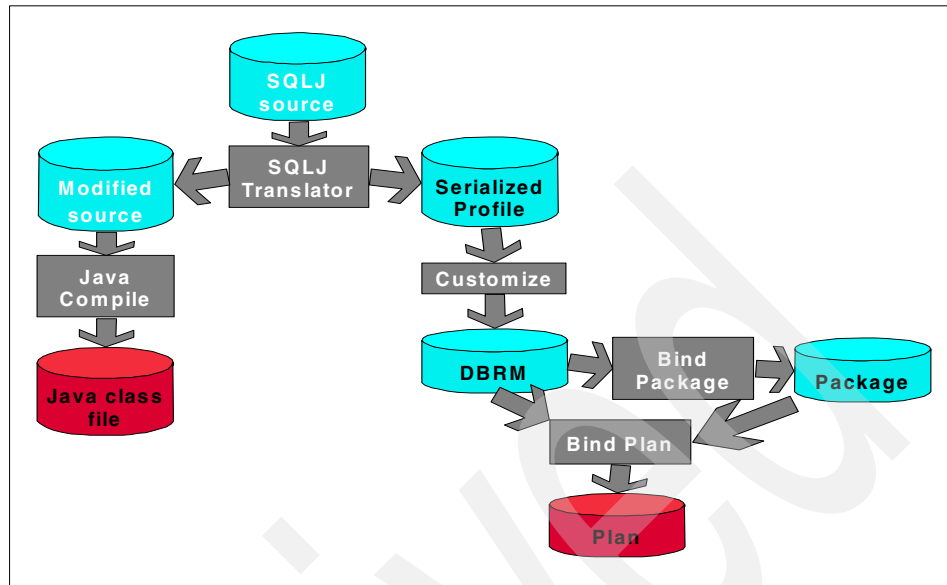 SQLJ
source
SQLJ
Translator
Modified
source
Serialized
Profile
Java
Compile
Customize
Java class
file
DBRM
Bind
Package
Package
Bind Plan
Plan